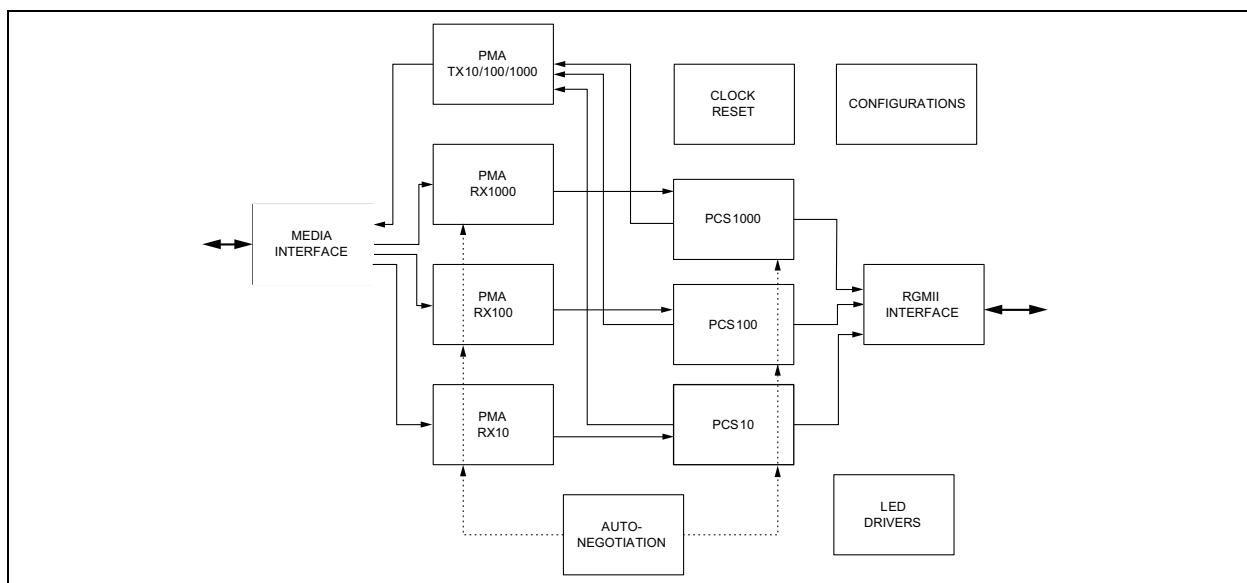 PMA
TX10/100/1000
CLOCK
RESET
CONFIGURATIONS
PMA
RX1000
PCS1000
MEDIA
INTERFACE
PMA
RX100
PCS100
RGMII
INTERFACE
PMA
RX10
PCS10
AUTO-
NEGOTIATION
LED
DRIVERS